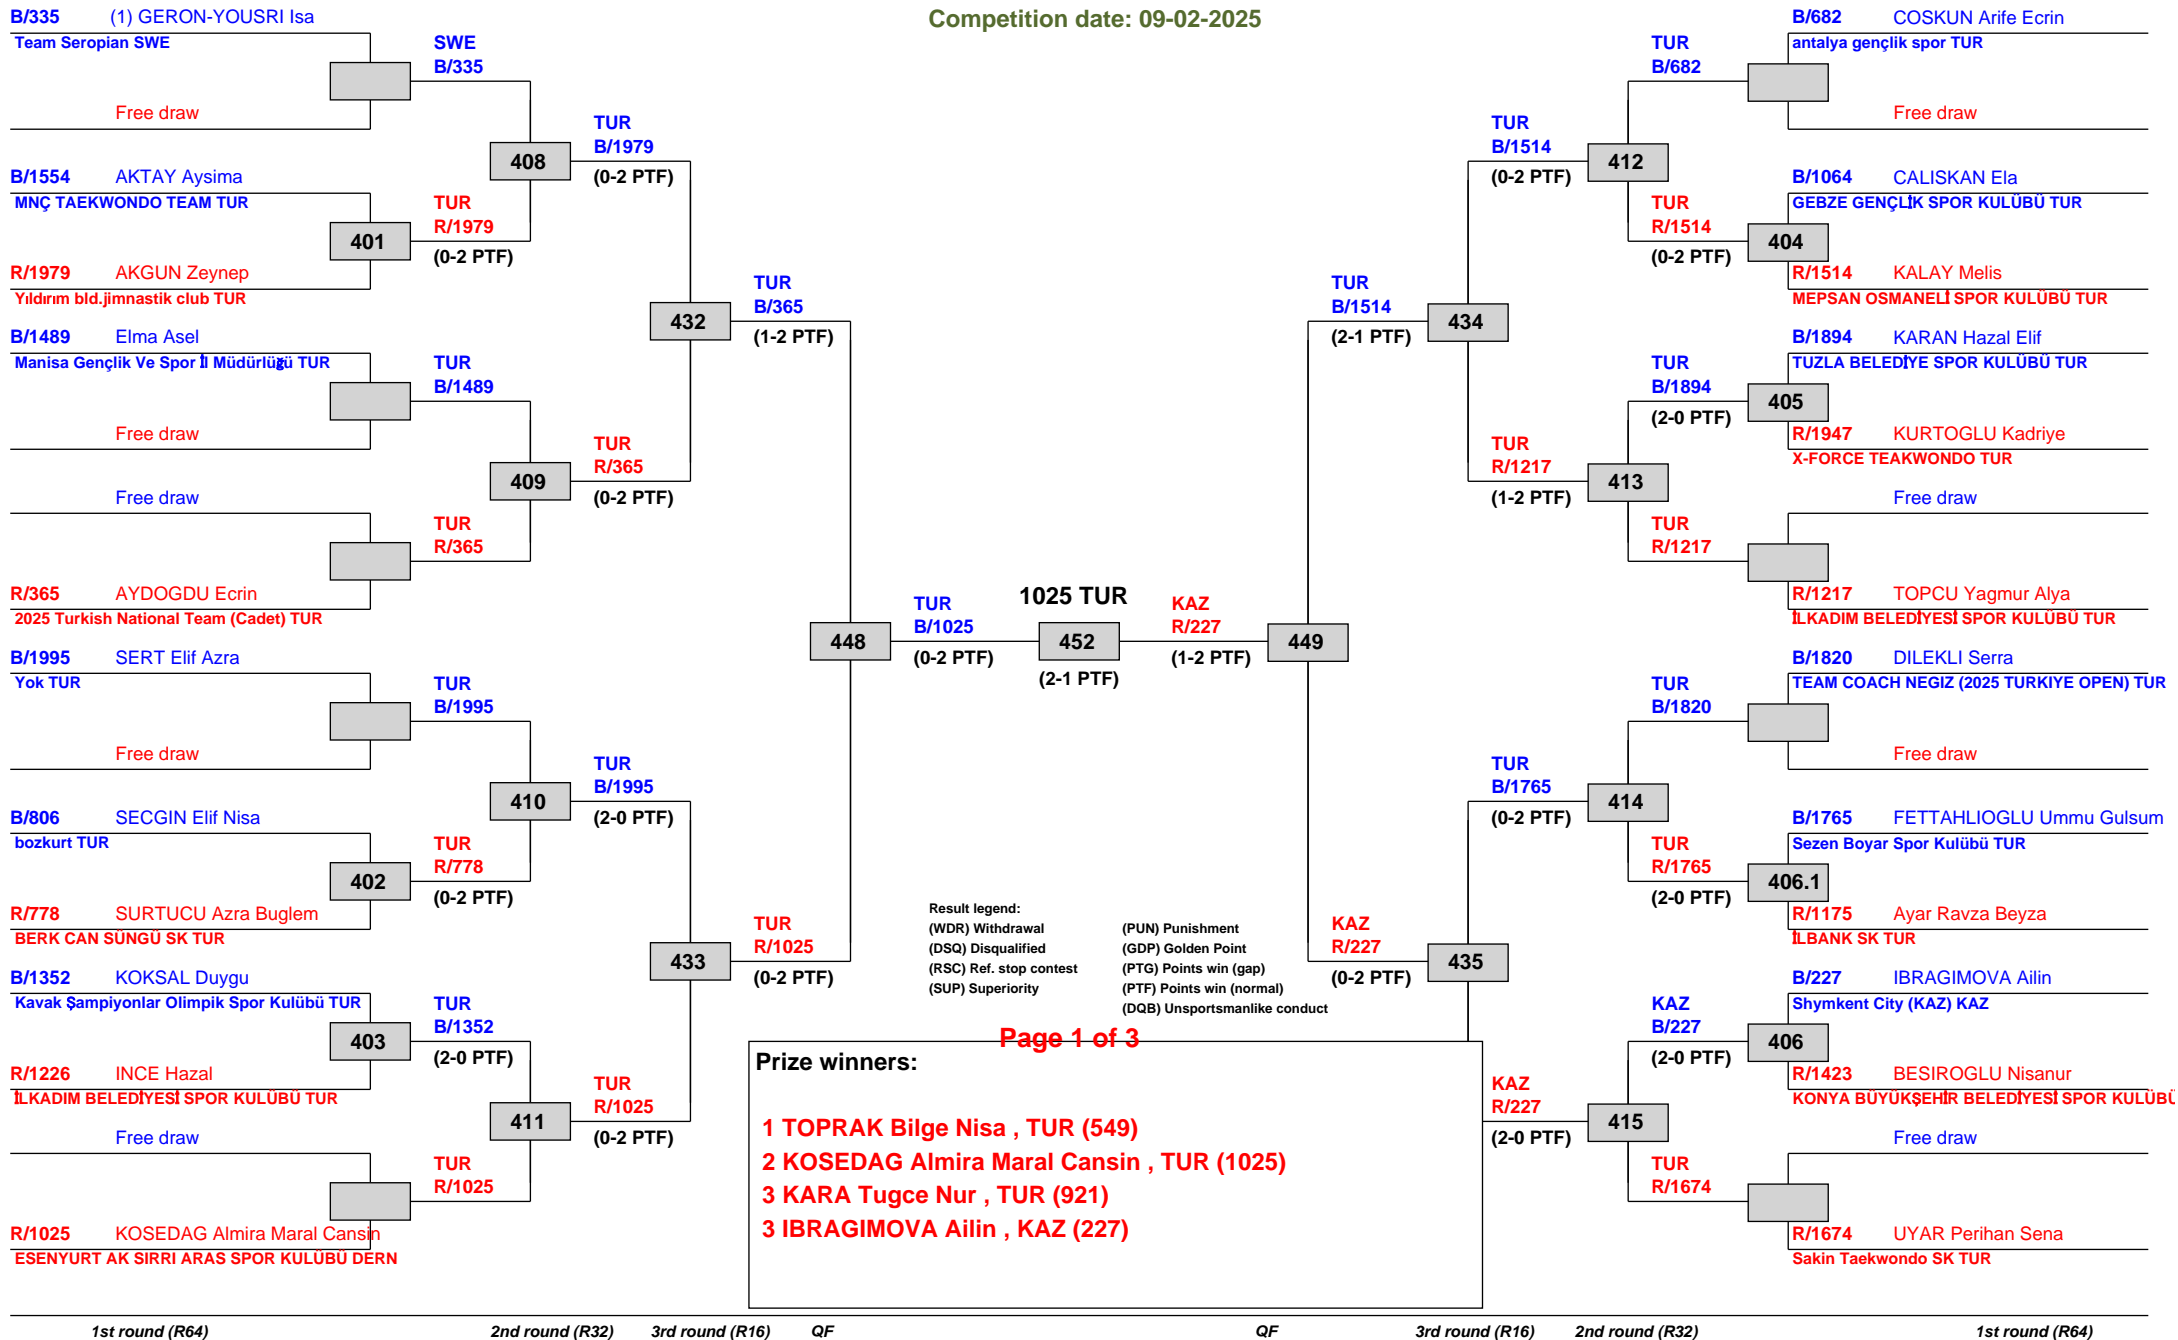 Competition date: 09-02-2025
B/335 (1) GERON-YOUSRI Isa
Team Seropian SWE
Free draw
B/1554 AKTAY Aysima
MNÇ TAEKWONDO TEAM TUR
401
R/1979 AKGUN Zeynep
Yıldırım bld.jimnastik club TUR
B/1489 Elma Asel
Manisa Gençlik Ve Spor İl Müdürlüğü TUR
Free draw
Free draw
R/365 AYDOGDU Ecrin
2025 Turkish National Team (Cadet) TUR
B/1995 SERT Elif Azra
Yok TUR
Free draw
B/806 SECGIN Elif Nisa
bozkurt TUR
402
R/778 SURTUCU Azra Buglem
BERK CAN SÜNGÜ SK TUR
B/1352 KOKSAL Duygu
Kavak Şampiyonlar Olimpik Spor Kulübü TUR
403
R/1226 INCE Hazal
İLKADIM BELEDİYESİ SPOR KULÜBÜ TUR
Free draw
R/1025 KOSEDAG Almira Maral Cansin
ESENYURT AK SIRRI ARAS SPOR KULÜBÜ DERN
SWE
B/335
408
TUR
R/1979
(0-2 PTF)
TUR
B/1489
409
TUR
R/365
TUR
B/1995
410
TUR
R/778
(0-2 PTF)
TUR
B/1352
(2-0 PTF)
411
TUR
R/1025
TUR
B/1979
(0-2 PTF)
432
TUR
R/365
(0-2 PTF)
TUR
B/1995
(2-0 PTF)
433
TUR
R/1025
(0-2 PTF)
TUR
B/365
(1-2 PTF)
448
TUR
R/1025
(0-2 PTF)
TUR
B/1025
(0-2 PTF)
1025 TUR
452
(2-1 PTF)
KAZ
R/227
(1-2 PTF)
TUR
B/1514
(2-1 PTF)
449
KAZ
R/227
(0-2 PTF)
TUR
B/1514
(0-2 PTF)
434
TUR
R/1217
(1-2 PTF)
TUR
B/1765
(0-2 PTF)
435
KAZ
R/227
(2-0 PTF)
TUR
B/682
412
TUR
R/1514
(0-2 PTF)
TUR
B/1894
(2-0 PTF)
413
TUR
R/1217
TUR
B/1820
414
TUR
R/1765
(2-0 PTF)
KAZ
B/227
(2-0 PTF)
415
TUR
R/1674
B/682 COSKUN Arife Ecrin
antalya gençlik spor TUR
Free draw
B/1064 CALISKAN Ela
GEBZE GENÇLİK SPOR KULÜBÜ TUR
404
R/1514 KALAY Melis
MEPSAN OSMANELİ SPOR KULÜBÜ TUR
B/1894 KARAN Hazal Elif
TUZLA BELEDİYE SPOR KULÜBÜ TUR
405
R/1947 KURTOGLU Kadriye
X-FORCE TEAKWONDO TUR
Free draw
R/1217 TOPCU Yagmur Alya
İLKADIM BELEDİYESİ SPOR KULÜBÜ TUR
B/1820 DILEKLI Serra
TEAM COACH NEGIZ (2025 TURKIYE OPEN) TUR
Free draw
B/1765 FETTAHLIOGLU Ummu Gulsum
Sezen Boyar Spor Kulübü TUR
406.1
R/1175 Ayar Ravza Beyza
İLBANK SK TUR
B/227 IBRAGIMOVA Ailin
Shymkent City (KAZ) KAZ
406
R/1423 BESIROGLU Nisanur
KONYA BÜYÜKŞEHİR BELEDİYESİ SPOR KULÜBÜ
Free draw
R/1674 UYAR Perihan Sena
Sakin Taekwondo SK TUR
Result legend:
(WDR) Withdrawal (PUN) Punishment
(DSQ) Disqualified (GDP) Golden Point
(RSC) Ref. stop contest (PTG) Points win (gap)
(SUP) Superiority (PTF) Points win (normal)
(DQB) Unsportsmanlike conduct
Page 1 of 3
Prize winners:
1 TOPRAK Bilge Nisa , TUR (549)
2 KOSEDAG Almira Maral Cansin , TUR (1025)
3 KARA Tugce Nur , TUR (921)
3 IBRAGIMOVA Ailin , KAZ (227)
1st round (R64) 2nd round (R32) 3rd round (R16) QF QF 3rd round (R16) 2nd round (R32) 1st round (R64)